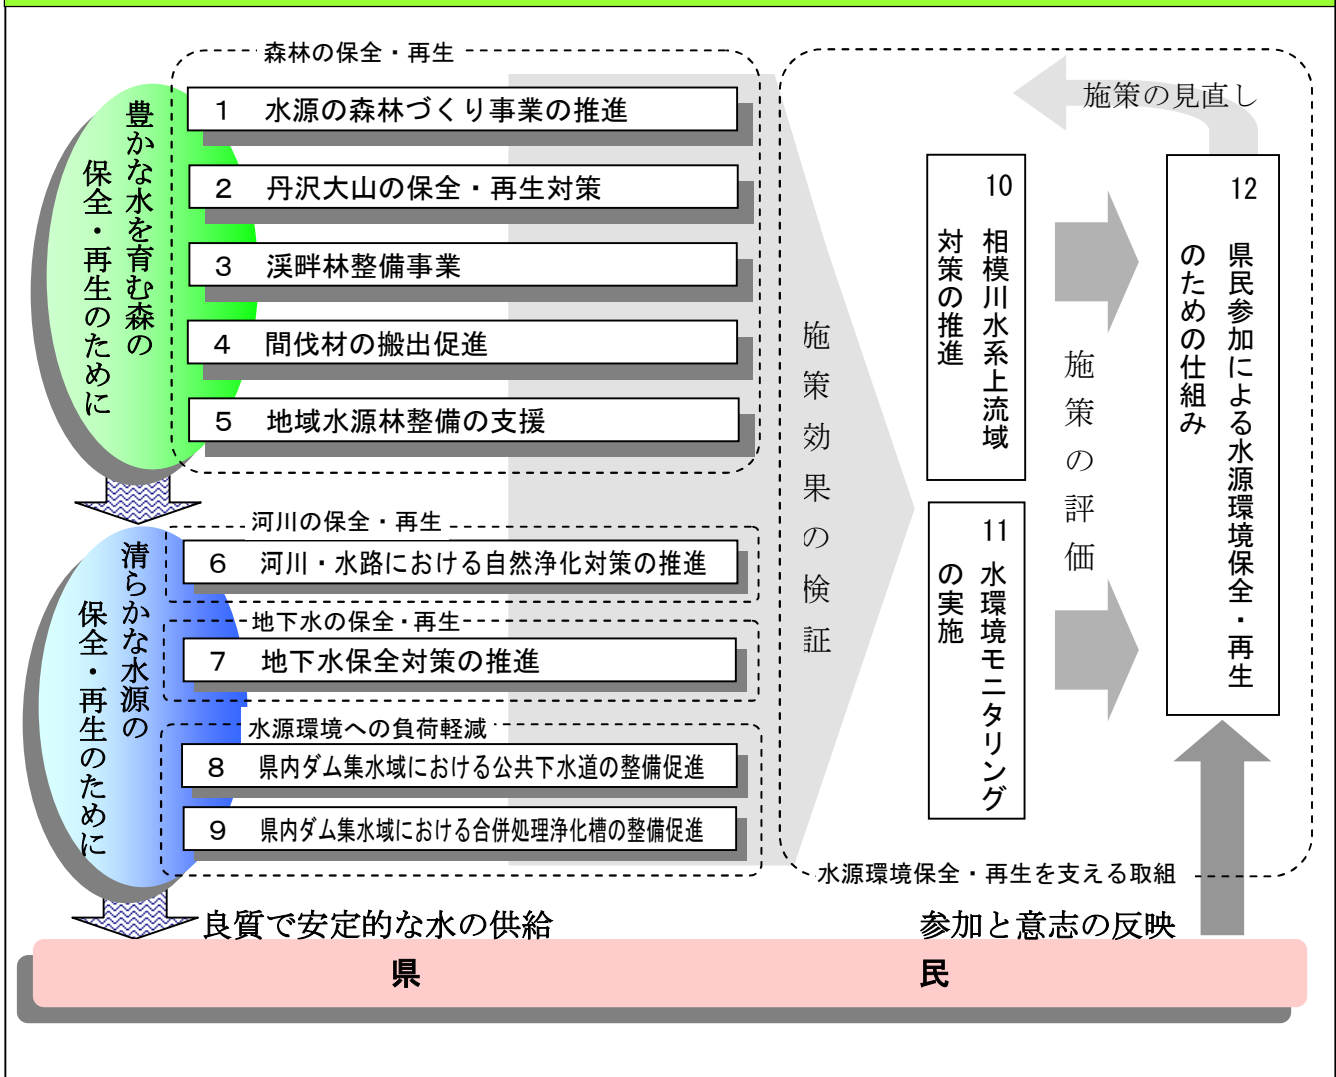 森林の保全・再生
豊かな水を育む森の
保全・再生のために
1 水源の森林づくり事業の推進
2 丹沢大山の保全・再生対策
3 渓畔林整備事業
4 間伐材の搬出促進
5 地域水源林整備の支援
清らかな水源の
保全・再生のために
河川の保全・再生
6 河川・水路における自然浄化対策の推進
地下水の保全・再生
7 地下水保全対策の推進
水源環境への負荷軽減
8 県内ダム集水域における公共下水道の整備促進
9 県内ダム集水域における合併処理浄化槽の整備促進
施策効果の検証
10 相模川水系上流域
対策の推進
11 水環境モニタリング
の実施
施策の評価
施策の見直し
12 県民参加による水源環境保全・再生
のための仕組み
水源環境保全・再生を支える取組
良質で安定的な水の供給
参加と意志の反映
県 民